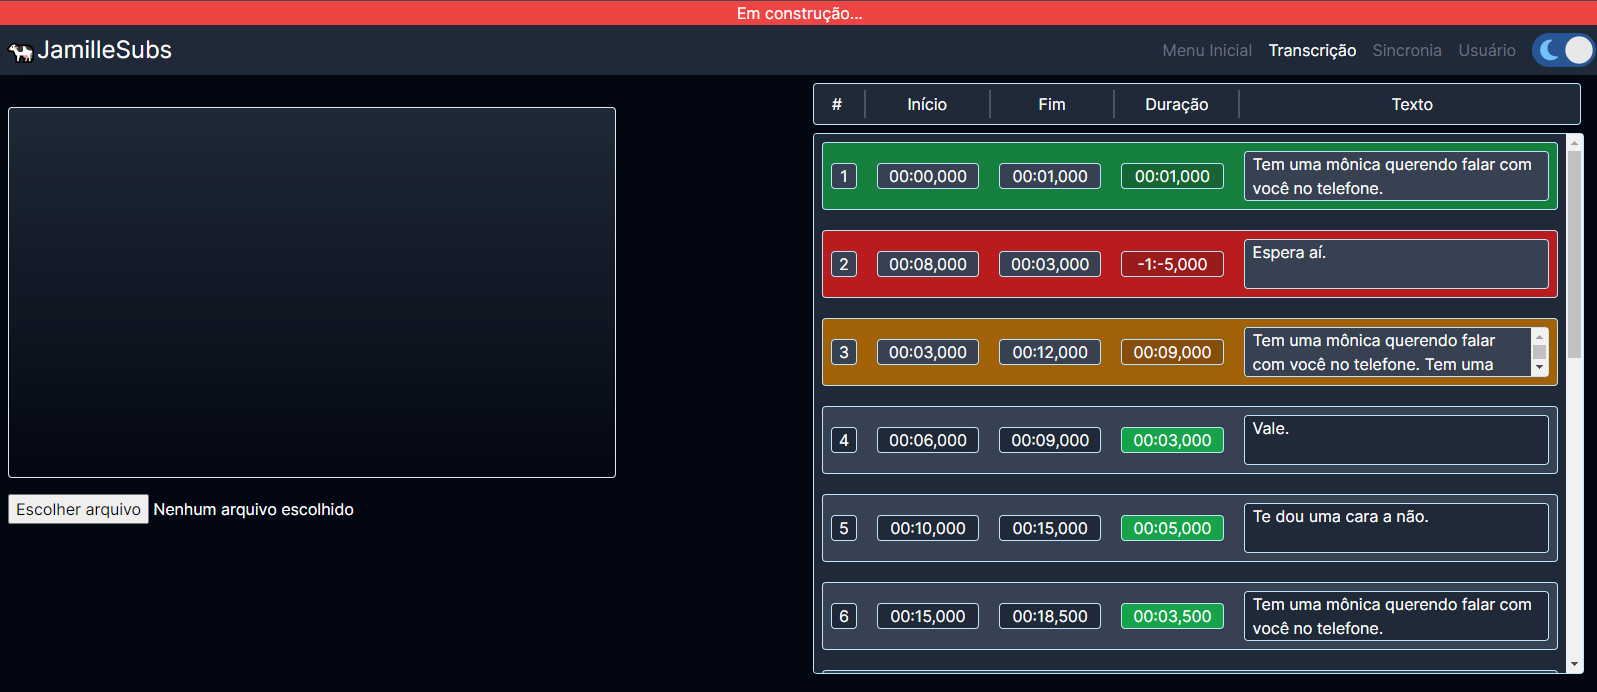 Em construção...
JamilleSubs
Menu Inicial Transcrição Sincronia Usuário
# Início Fim Duração Texto
1 00:00,000 00:01,000 00:01,000 Tem uma mônica querendo falar com
você no telefone.
2 00:08,000 00:03,000 -1:-5,000 Espera aí.
3 00:03,000 00:12,000 00:09,000 Tem uma mônica querendo falar
com você no telefone. Tem uma
4 00:06,000 00:09,000 00:03,000 Vale.
5 00:10,000 00:15,000 00:05,000 Te dou uma cara a não.
6 00:15,000 00:18,500 00:03,500 Tem uma mônica querendo falar com
você no telefone.
Escolher arquivo Nenhum arquivo escolhido